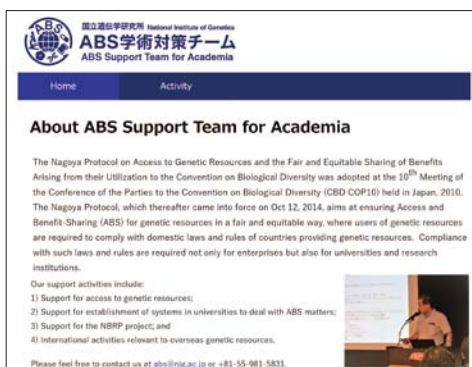 ABS
国立遺伝学研究所 National Institute of Genetics
ABS学術対策チーム
ABS Support Team for Academia
Home Activity
About ABS Support Team for Academia
The Nagoya Protocol on Access to Genetic Resources and the Fair and Equitable Sharing of Benefits
Arising from their Utilization to the Convention on Biological Diversity was adopted at the 10th Meeting of
the Conference of the Parties to the Convention on Biological Diversity (CBD COP10) held in Japan, 2010.
The Nagoya Protocol, which thereafter came into force on Oct 12, 2014, aims at ensuring Access and
Benefit-Sharing (ABS) for genetic resources in a fair and equitable way, where users of genetic resources
are required to comply with domestic laws and rules of countries providing genetic resources. Compliance
with such laws and rules are required not only for enterprises but also for universities and research
institutions.
Our support activities include:
1) Support for access to genetic resources;
2) Support for establishment of systems in universities to deal with ABS matters;
3) Support for the NBRP project; and
4) International activities relevant to overseas genetic resources.
Please feel free to contact us at abs@nig.ac.jp or +81-55-981-5831.